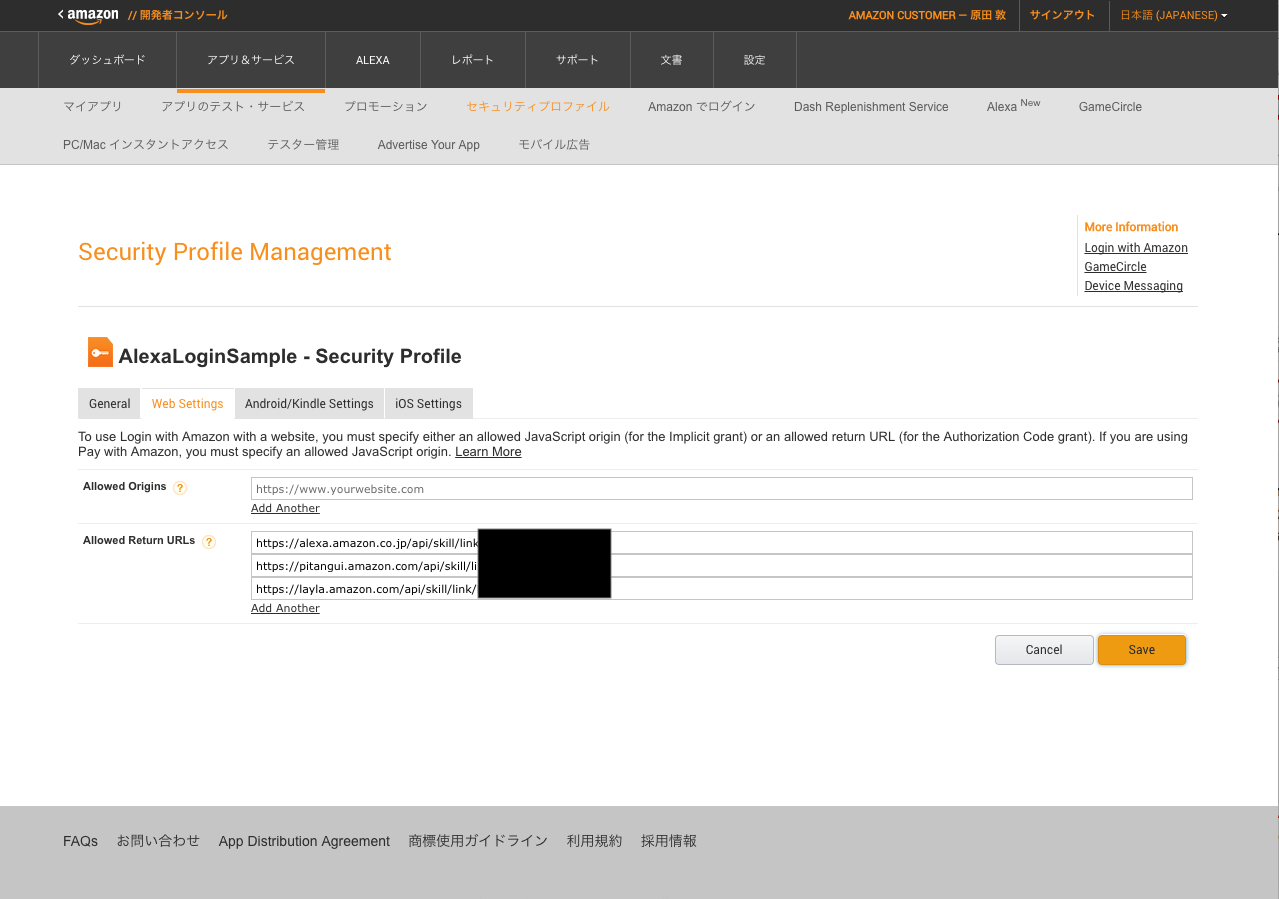 amazon // 開発者コンソール
AMAZON CUSTOMER — 原田 敦 サインアウト 日本語 (JAPANESE)
ダッシュボード アプリ＆サービス ALEXA レポート サポート 文書 設定
マイアプリ アプリのテスト・サービス プロモーション セキュリティプロファイル Amazon でログイン Dash Replenishment Service Alexa New GameCircle
PC/Mac インスタントアクセス テスター管理 Advertise Your App モバイル広告
Security Profile Management
More Information
Login with Amazon
GameCircle
Device Messaging
AlexaLoginSample - Security Profile
General Web Settings Android/Kindle Settings iOS Settings
To use Login with Amazon with a website, you must specify either an allowed JavaScript origin (for the Implicit grant) or an allowed return URL (for the Authorization Code grant). If you are using
Pay with Amazon, you must specify an allowed JavaScript origin. Learn More
Allowed Origins ? https://www.yourwebsite.com
Add Another
Allowed Return URLs ? https://alexa.amazon.co.jp/api/skill/link
https://pitangui.amazon.com/api/skill/li
https://layla.amazon.com/api/skill/link/
Add Another
Cancel Save
FAQs お問い合わせ App Distribution Agreement 商標使用ガイドライン 利用規約 採用情報